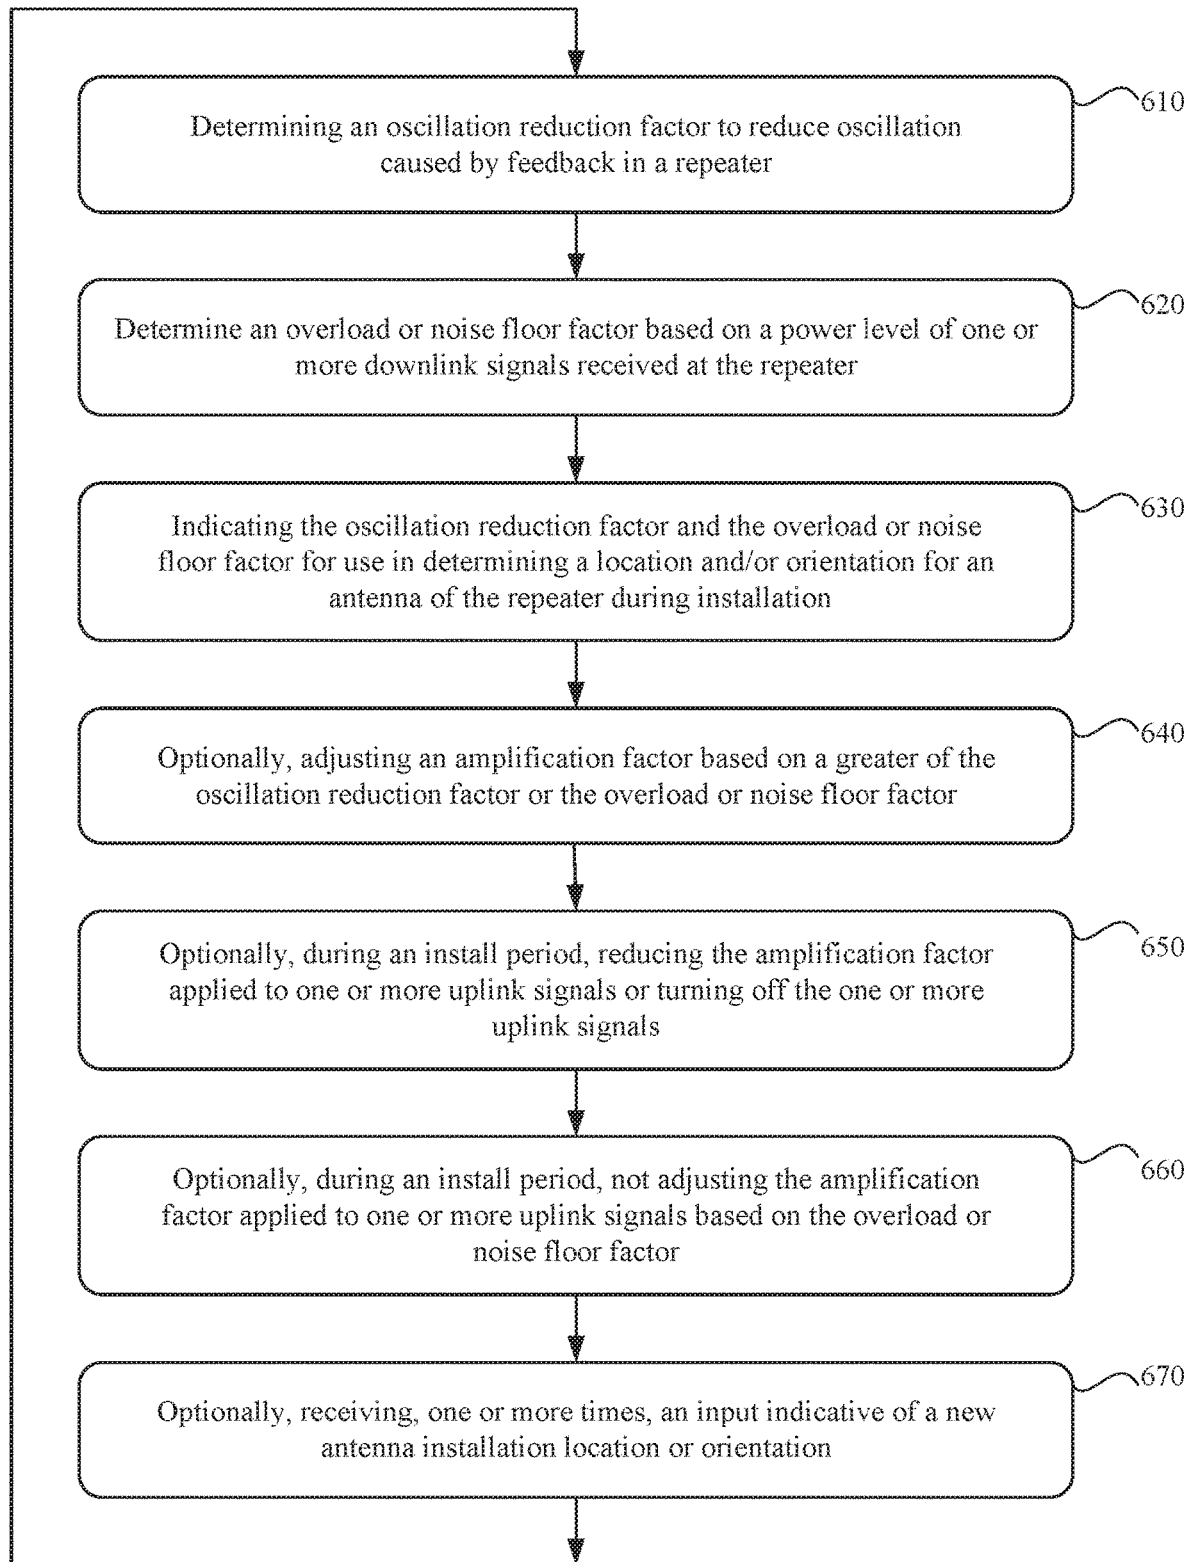 610
Determining an oscillation reduction factor to reduce oscillation
caused by feedback in a repeater
620
Determine an overload or noise floor factor based on a power level of one or
more downlink signals received at the repeater
630
Indicating the oscillation reduction factor and the overload or noise
floor factor for use in determining a location and/or orientation for an
antenna of the repeater during installation
640
Optionally, adjusting an amplification factor based on a greater of the
oscillation reduction factor or the overload or noise floor factor
650
Optionally, during an install period, reducing the amplification factor
applied to one or more uplink signals or turning off the one or more
uplink signals
660
Optionally, during an install period, not adjusting the amplification
factor applied to one or more uplink signals based on the overload or
noise floor factor
670
Optionally, receiving, one or more times, an input indicative of a new
antenna installation location or orientation